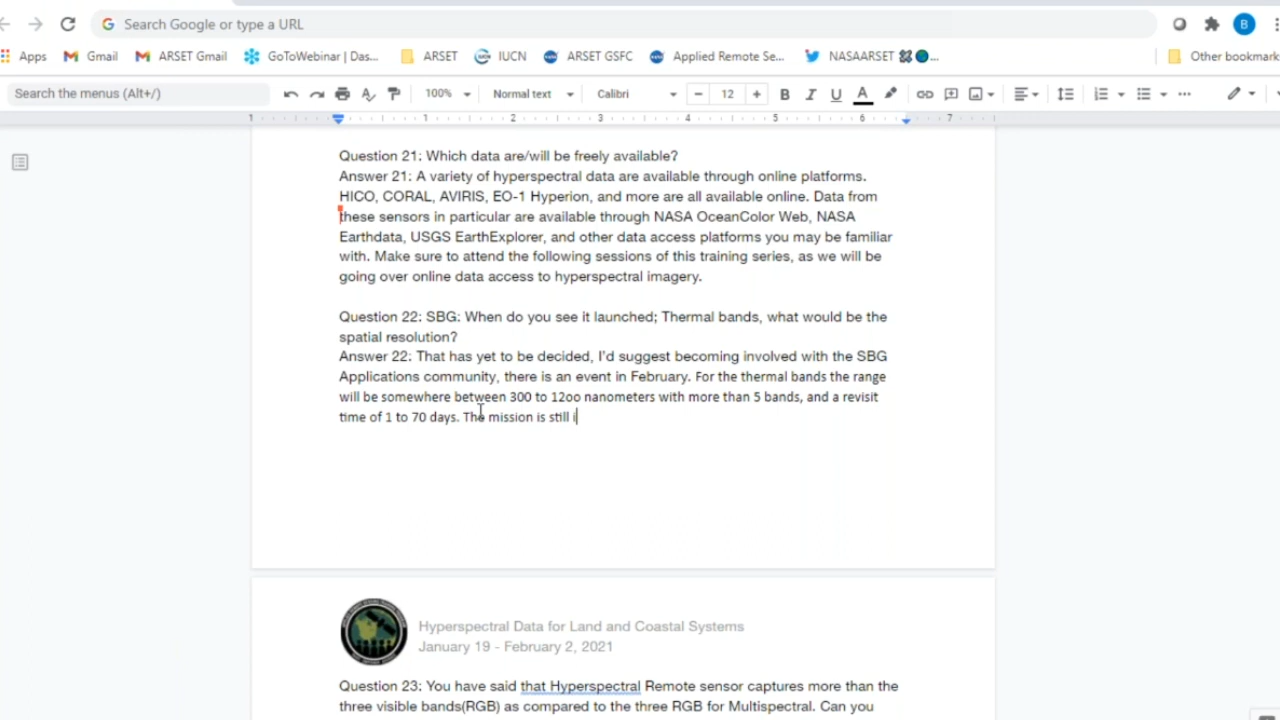 Search Google or type a URL
B
Apps
Gmail
ARSET Gmail
GoToWebinar | Das...
ARSET
IUCN
ARSET GSFC
Applied Remote Se...
NASAARSET
Other bookmark
Search the menus (Alt+/)
100%
Normal text
Calibri
12
B I U A
1 1 2 3 4 5 6 7
Question 21: Which data are/will be freely available?
Answer 21: A variety of hyperspectral data are available through online platforms.
HICO, CORAL, AVIRIS, EO-1 Hyperion, and more are all available online. Data from
these sensors in particular are available through NASA OceanColor Web, NASA
Earthdata, USGS EarthExplorer, and other data access platforms you may be familiar
with. Make sure to attend the following sessions of this training series, as we will be
going over online data access to hyperspectral imagery.
Question 22: SBG: When do you see it launched; Thermal bands, what would be the
spatial resolution?
Answer 22: That has yet to be decided, I'd suggest becoming involved with the SBG
Applications community, there is an event in February. For the thermal bands the range
will be somewhere between 300 to 12oo nanometers with more than 5 bands, and a revisit
time of 1 to 70 days. The mission is still i
Hyperspectral Data for Land and Coastal Systems
January 19 - February 2, 2021
Question 23: You have said that Hyperspectral Remote sensor captures more than the
three visible bands(RGB) as compared to the three RGB for Multispectral. Can you